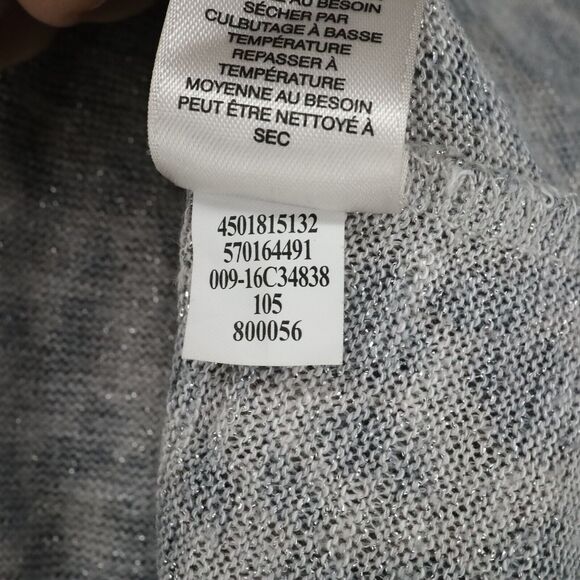 AU BESOIN
SÉCHER PAR
CULBUTAGE À BASSE
TEMPÉRATURE
REPASSER À
TEMPÉRATURE
MOYENNE AU BESOIN
PEUT ÊTRE NETTOYÉ À
SEC
4501815132
570164491
009-16C34838
105
800056